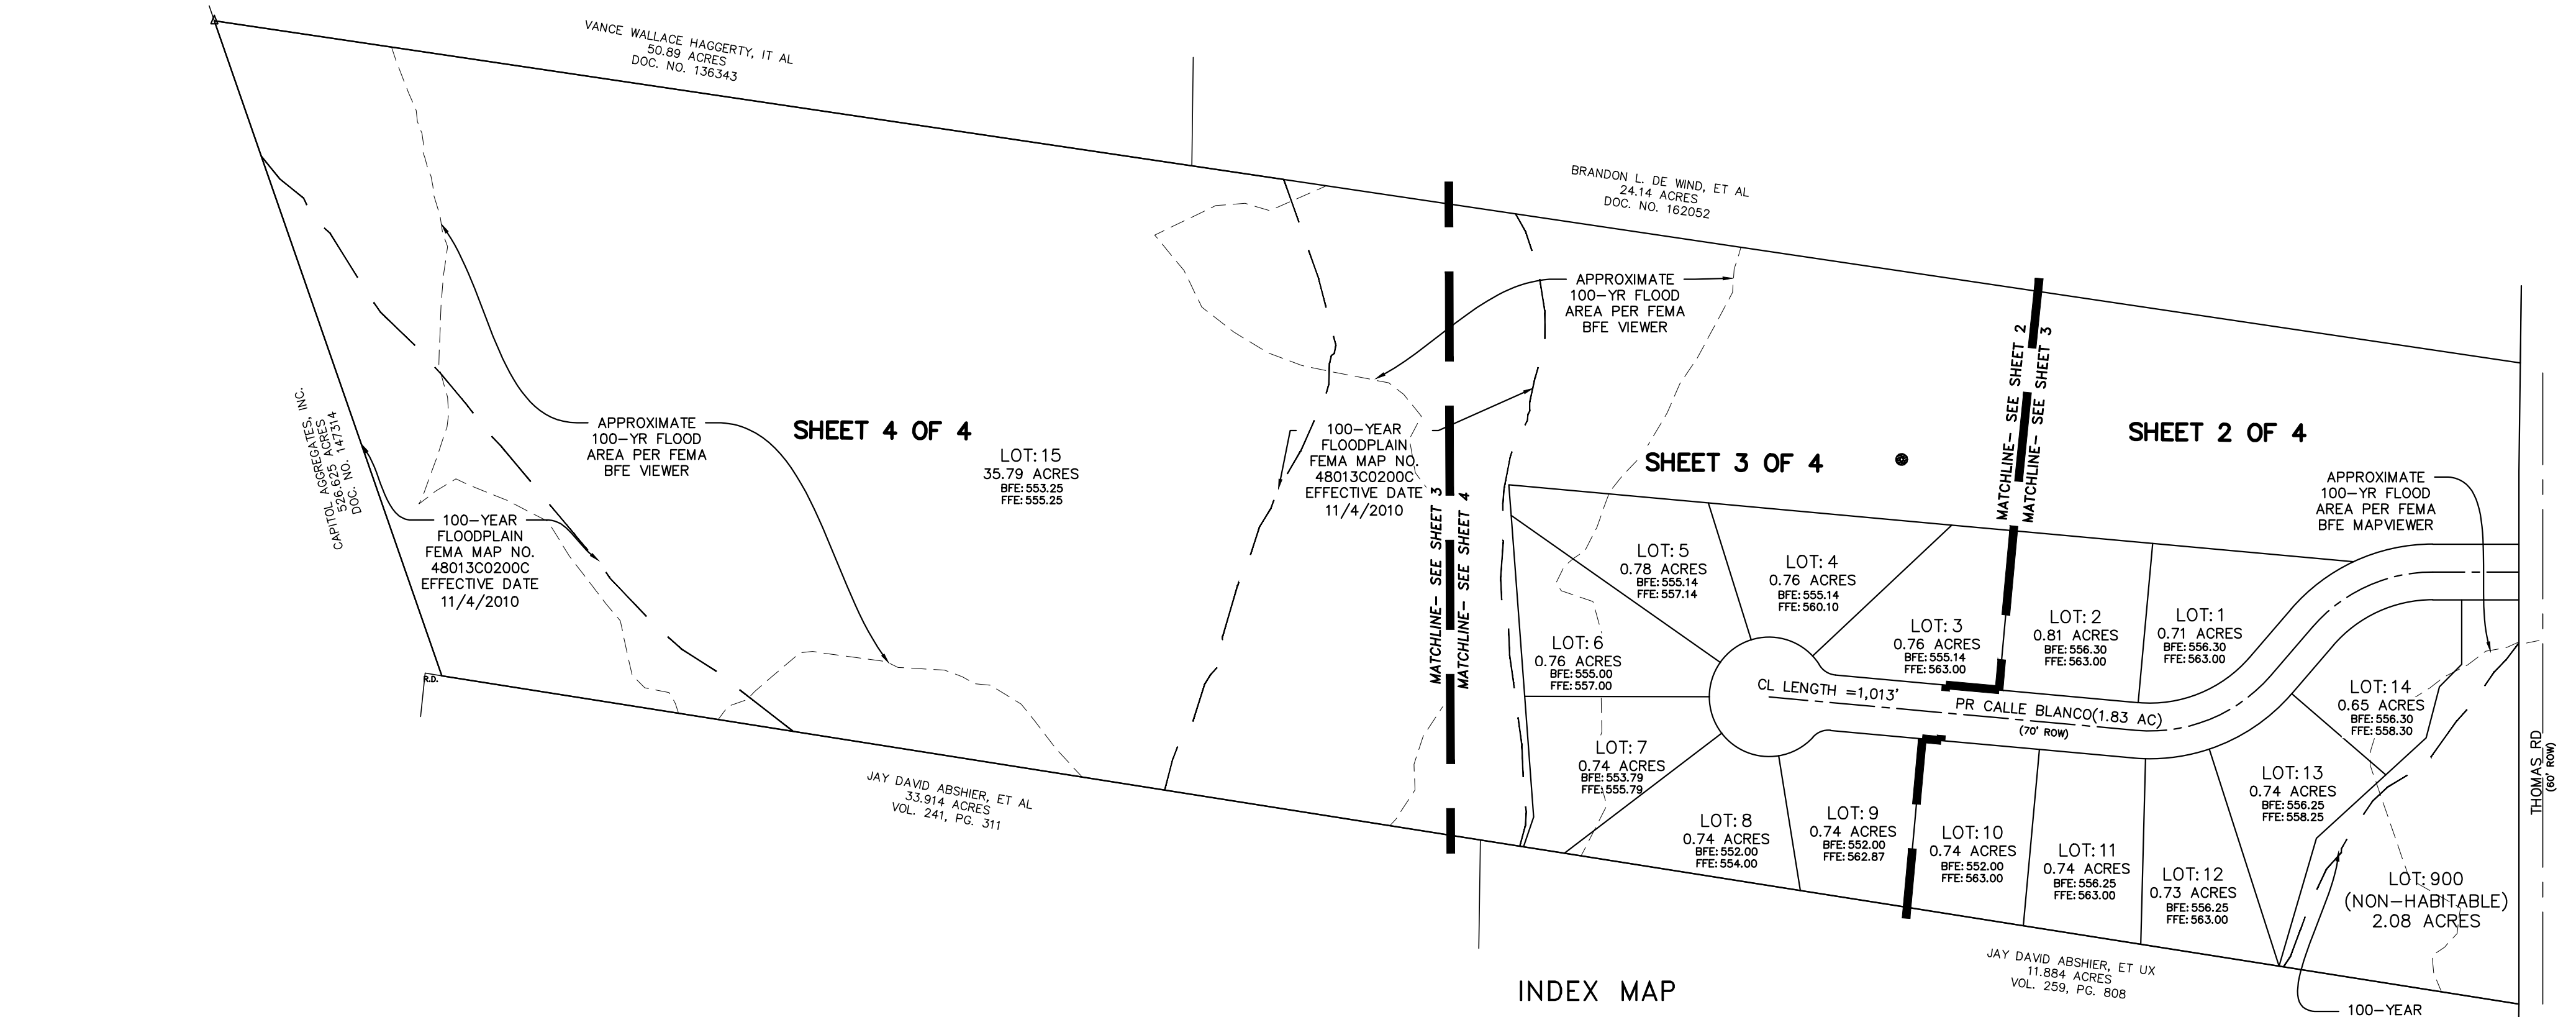 VANCE WALLACE HAGGERTY, IT AL
50.89 ACRES
DOC. NO. 136343
BRANDON L. DE WIND, ET AL
24.14 ACRES
DOC. NO. 162052
CAPITOL AGGREGATES, INC.
526.625 ACRES
DOC. NO. 147314
APPROXIMATE
100-YR FLOOD
AREA PER FEMA
BFE VIEWER
100-YEAR
FLOODPLAIN
FEMA MAP NO.
48013C0200C
EFFECTIVE DATE
11/4/2010
R.D.
SHEET 4 OF 4
LOT: 15
35.79 ACRES
BFE: 553.25
FFE: 555.25
JAY DAVID ABSHIER, ET AL
33.914 ACRES
VOL. 241, PG. 311
APPROXIMATE
100-YR FLOOD
AREA PER FEMA
BFE VIEWER
100-YEAR
FLOODPLAIN
FEMA MAP NO.
48013C0200C
EFFECTIVE DATE
11/4/2010
MATCHLINE- SEE SHEET 3
MATCHLINE- SEE SHEET 4
SHEET 3 OF 4
MATCHLINE- SEE SHEET 2
MATCHLINE- SEE SHEET 3
SHEET 2 OF 4
APPROXIMATE
100-YR FLOOD
AREA PER FEMA
BFE MAPVIEWER
LOT: 5
0.78 ACRES
BFE: 555.14
FFE: 557.14
LOT: 4
0.76 ACRES
BFE: 555.14
FFE: 560.10
LOT: 3
0.76 ACRES
BFE: 555.14
FFE: 563.00
LOT: 2
0.81 ACRES
BFE: 556.30
FFE: 563.00
LOT: 1
0.71 ACRES
BFE: 556.30
FFE: 563.00
LOT: 6
0.76 ACRES
BFE: 555.00
FFE: 557.00
CL LENGTH =1,013'
PR CALLE BLANCO(1.83 AC)
(70' ROW)
LOT: 14
0.65 ACRES
BFE: 556.30
FFE: 558.30
THOMAS RD
(60' ROW)
LOT: 7
0.74 ACRES
BFE: 553.79
FFE: 555.79
LOT: 8
0.74 ACRES
BFE: 552.00
FFE: 554.00
LOT: 9
0.74 ACRES
BFE: 552.00
FFE: 562.87
LOT: 10
0.74 ACRES
BFE: 552.00
FFE: 563.00
LOT: 11
0.74 ACRES
BFE: 556.25
FFE: 563.00
LOT: 12
0.73 ACRES
BFE: 556.25
FFE: 563.00
LOT: 13
0.74 ACRES
BFE: 556.25
FFE: 558.25
LOT: 900
(NON-HABITABLE)
2.08 ACRES
JAY DAVID ABSHIER, ET UX
11.884 ACRES
VOL. 259, PG. 808
INDEX MAP
100-YEAR